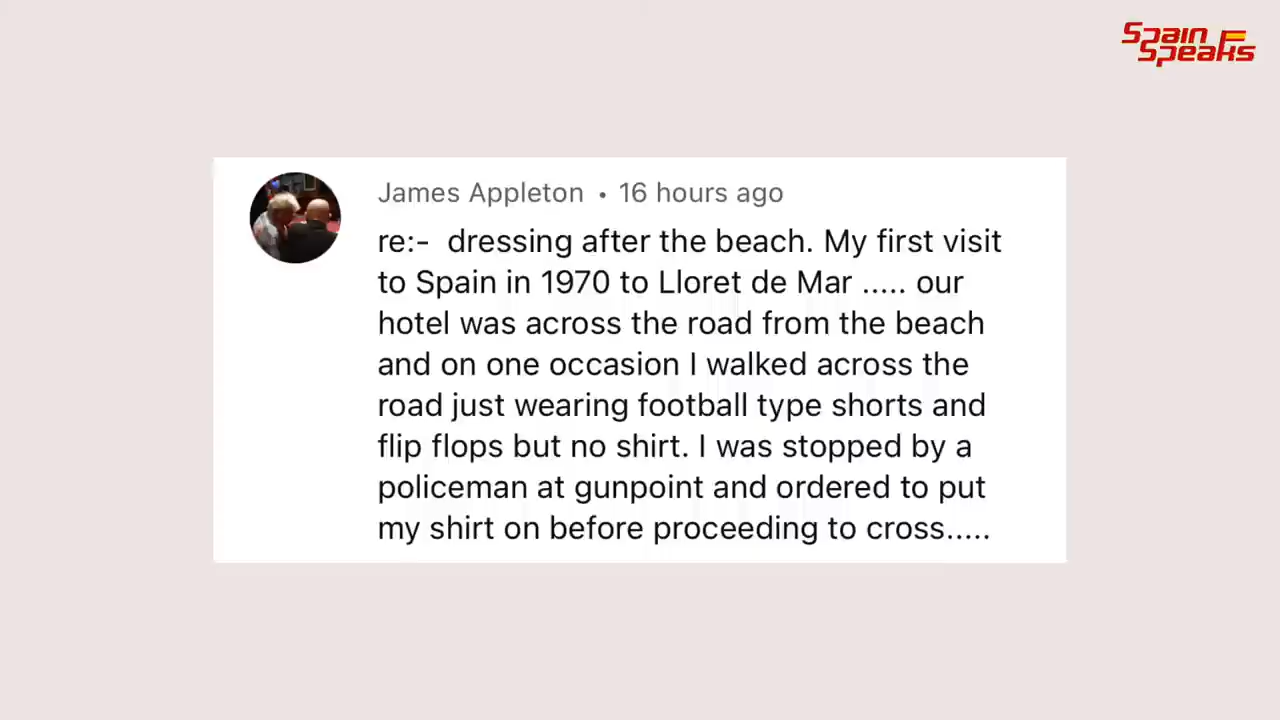 Spain
Speaks
James Appleton • 16 hours ago
re:- dressing after the beach. My first visit
to Spain in 1970 to Lloret de Mar ..... our
hotel was across the road from the beach
and on one occasion I walked across the
road just wearing football type shorts and
flip flops but no shirt. I was stopped by a
policeman at gunpoint and ordered to put
my shirt on before proceeding to cross.....